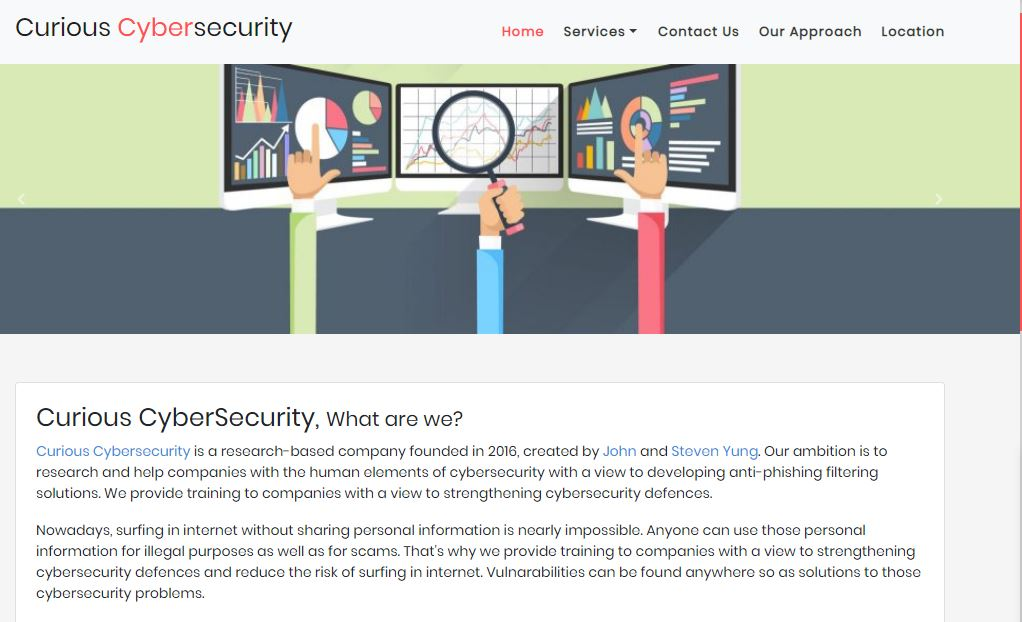 Curious Cybersecurity
Home Services Contact Us Our Approach Location
Curious CyberSecurity, What are we?
Curious Cybersecurity is a research-based company founded in 2016, created by John and Steven Yung. Our ambition is to
research and help companies with the human elements of cybersecurity with a view to developing anti-phishing filtering
solutions. We provide training to companies with a view to strengthening cybersecurity defences.
Nowadays, surfing in internet without sharing personal information is nearly impossible. Anyone can use those personal
information for illegal purposes as well as for scams. That's why we provide training to companies with a view to strengthening
cybersecurity defences and reduce the risk of surfing in internet. Vulnarabilities can be found anywhere so as solutions to those
cybersecurity problems.